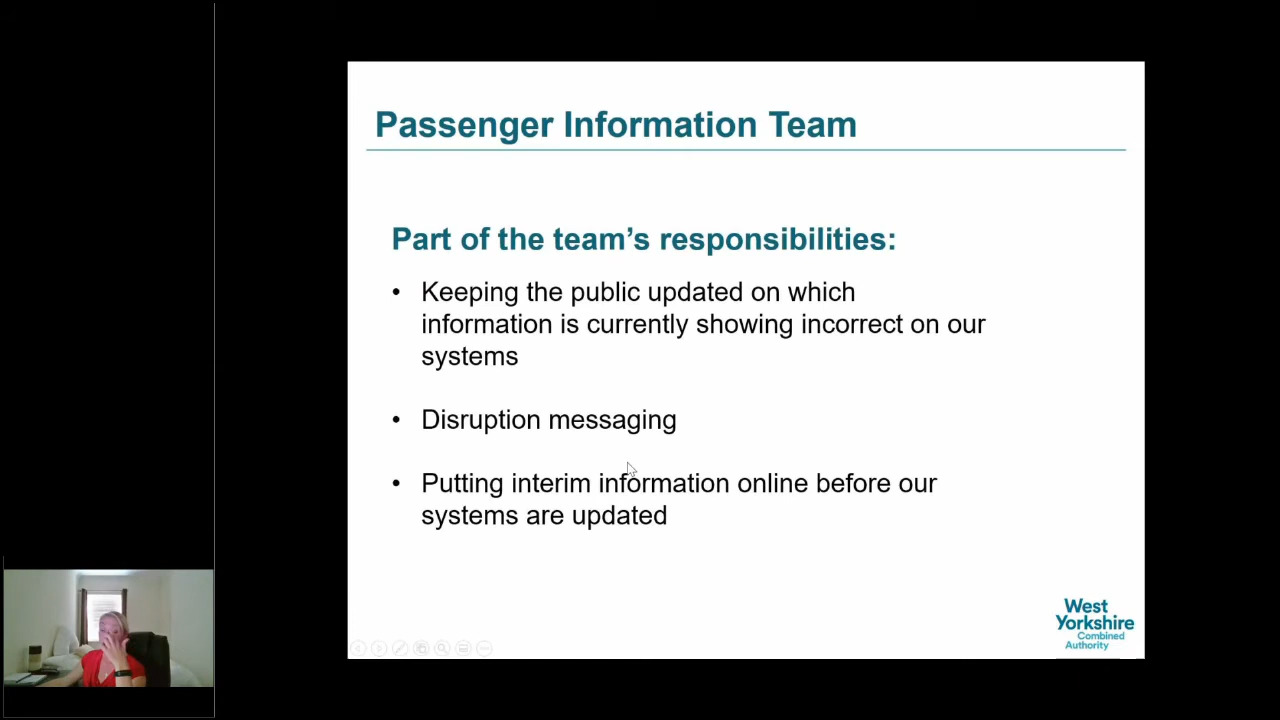 Passenger Information Team
Part of the team’s responsibilities:
• Keeping the public updated on which
information is currently showing incorrect on our
systems
• Disruption messaging
• Putting interim information online before our
systems are updated
West
Yorkshire
Combined
Authority